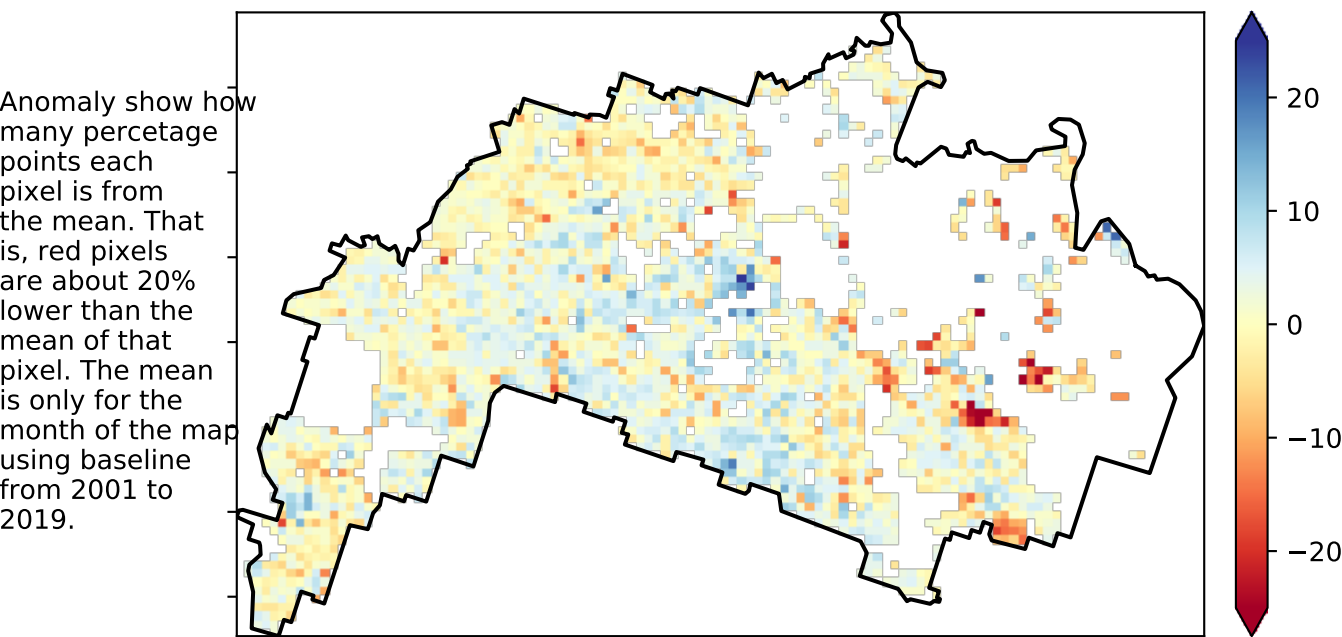 Anomaly show how
many percetage
points each
pixel is from
the mean. That
is, red pixels
are about 20%
lower than the
mean of that
pixel. The mean
is only for the
month of the map
using baseline
from 2001 to
2019.
20
10
0
−10
−20